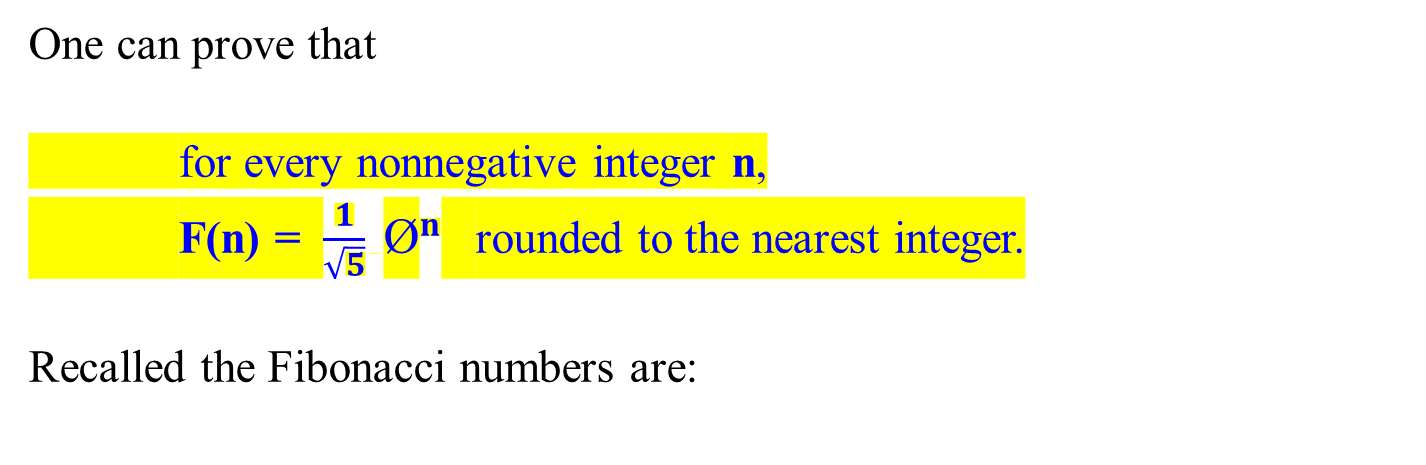 One can prove that
for every nonnegative integer n,
F(n) = 1/√5 Øⁿ rounded to the nearest integer.
Recalled the Fibonacci numbers are: